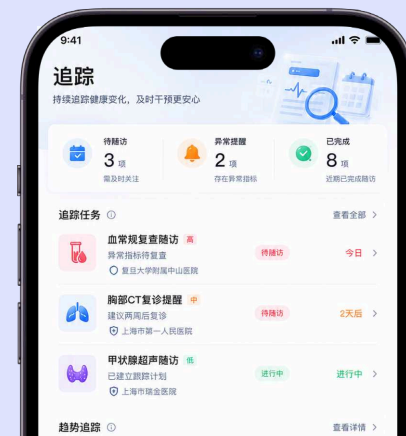 9:41
追踪
持续追踪健康变化，及时干预更安心
待随访
3 项
需及时关注
异常提醒
2 项
存在异常指标
已完成
8 项
近期已完成随访
追踪任务
查看全部
血常规复查随访 高
异常指标待复查
复旦大学附属中山医院
待随访
今日
胸部CT复诊提醒 中
建议两周后复诊
上海市第一人民医院
待随访
2天后
甲状腺超声随访 低
已建立跟踪计划
上海市瑞金医院
进行中
进行中
趋势追踪
查看详情